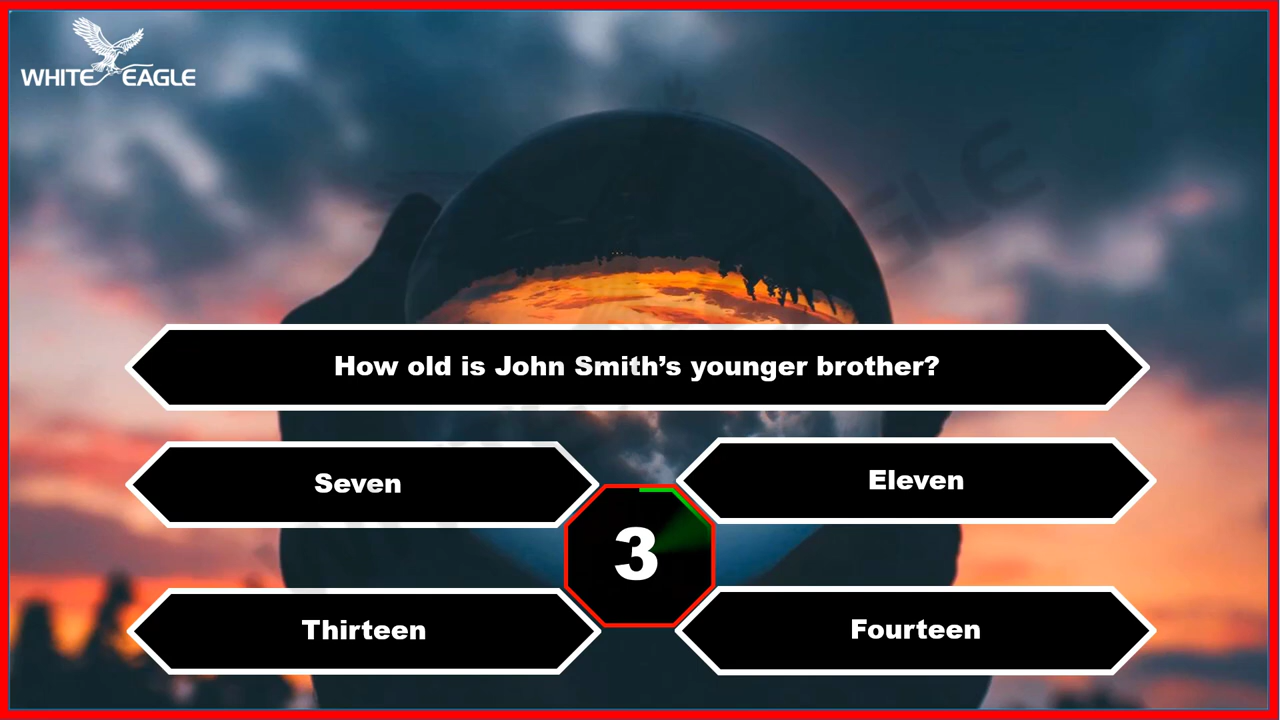 WHITE EAGLE
How old is John Smith’s younger brother?
Seven
Eleven
3
Thirteen
Fourteen